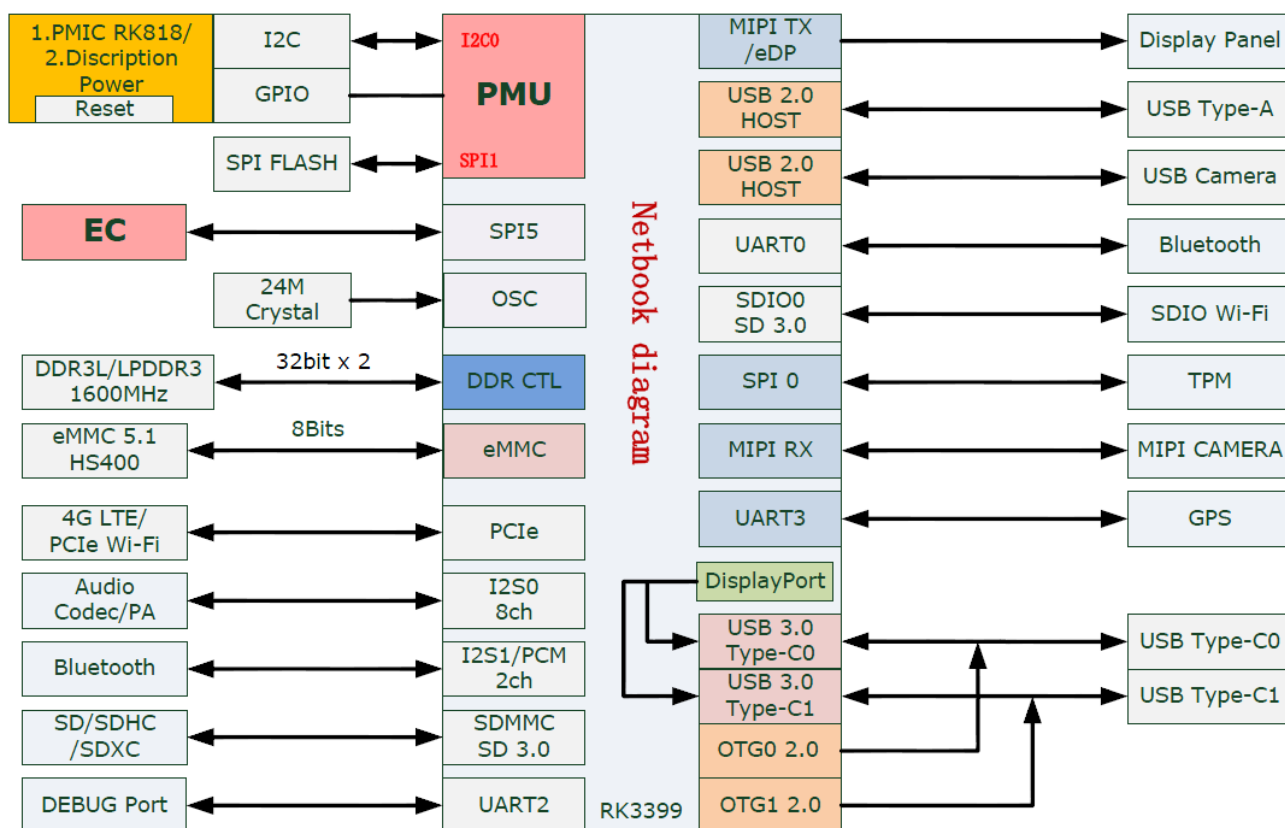 1.PMIC RK818/
2.Discription
Power
Reset
I2C
GPIO
SPI FLASH
EC
24M
Crystal
DDR3L/LPDDR3
1600MHz
32bit x 2
eMMC 5.1
HS400
8Bits
4G LTE/
PCIe Wi-Fi
Audio
Codec/PA
Bluetooth
SD/SDHC
/SDXC
DEBUG Port
I2C0
PMU
SPI1
SPI5
OSC
DDR CTL
eMMC
PCIe
I2S0
8ch
I2S1/PCM
2ch
SDMMC
SD 3.0
UART2
Netbook diagram
RK3399
MIPI TX
/eDP
USB 2.0
HOST
USB 2.0
HOST
UART0
SDIO0
SD 3.0
SPI 0
MIPI RX
UART3
DisplayPort
USB 3.0
Type-C0
USB 3.0
Type-C1
OTG0 2.0
OTG1 2.0
Display Panel
USB Type-A
USB Camera
Bluetooth
SDIO Wi-Fi
TPM
MIPI CAMERA
GPS
USB Type-C0
USB Type-C1